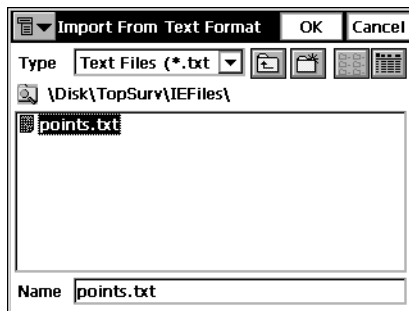 Import From Text Format OK Cancel
Type Text Files (*.txt
\Disk\TopSurv\IEFiles\
points.txt
Name points.txt